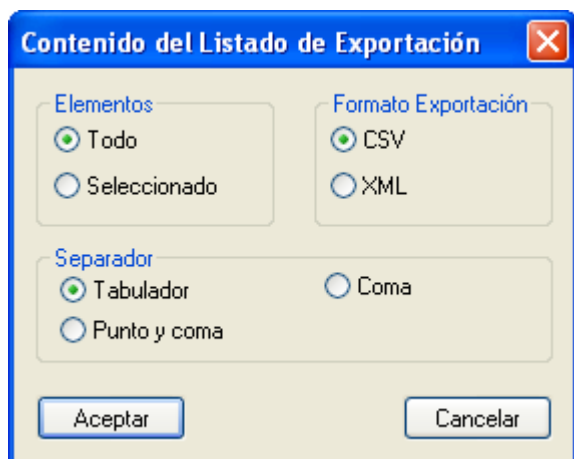 Contenido del Listado de Exportación
Elementos
Todo
Seleccionado
Formato Exportación
CSV
XML
Separador
Tabulador
Coma
Punto y coma
Aceptar
Cancelar